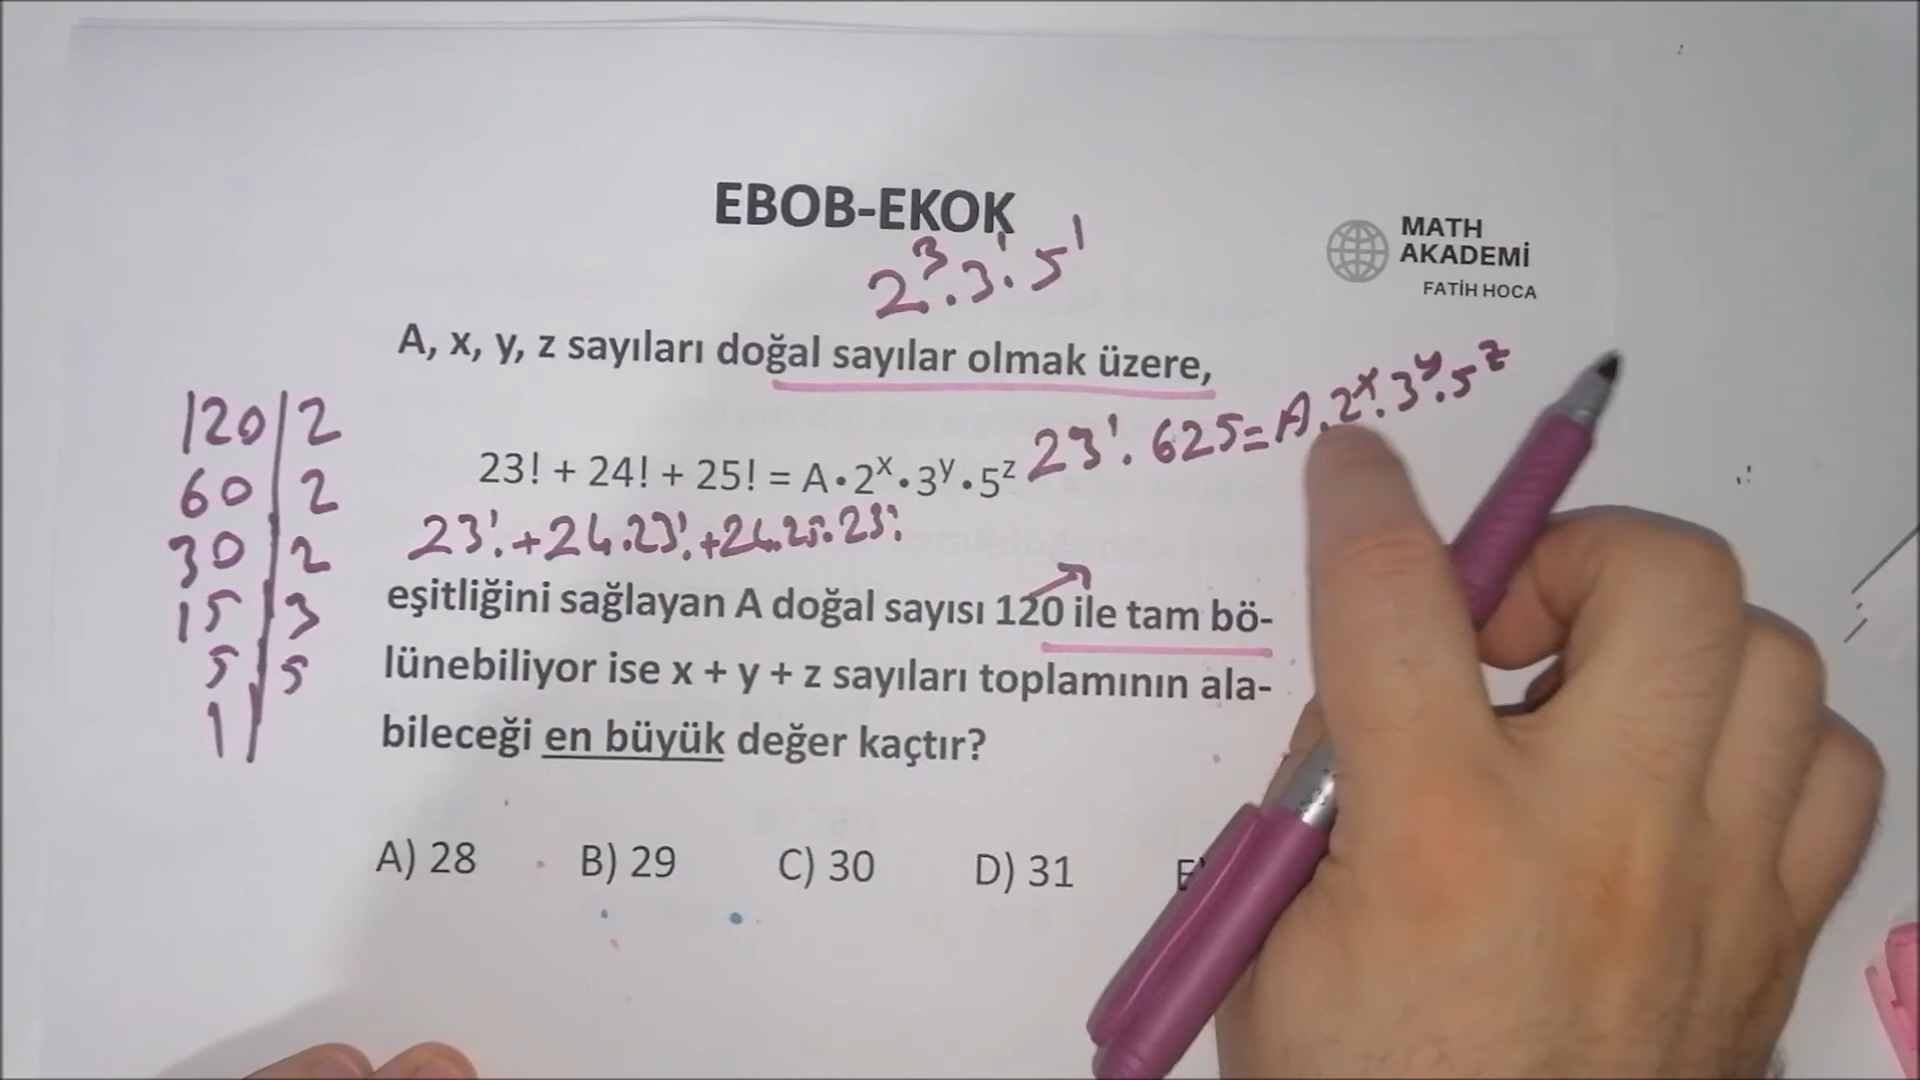 EBOB-EKOK
2³.3¹.5¹
MATH
AKADEMİ
FATİH HOCA
A, x, y, z sayıları doğal sayılar olmak üzere,
23! + 24! + 25! = A·2ˣ·3ʸ·5ᶻ
23!.625=A.2ˣ.3ʸ.5ᶻ
23!+24.23!+24.25.23!
eşitliğini sağlayan A doğal sayısı 120 ile tam bö-
lünebiliyor ise x + y + z sayıları toplamının ala-
bileceği en büyük değer kaçtır?
A) 28 B) 29 C) 30 D) 31
120|2
60|2
30|2
15|3
5|5
1|